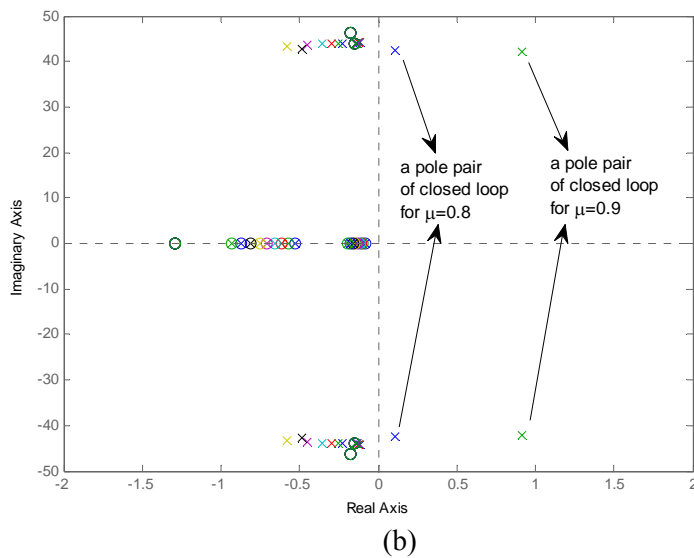 50
40
30
20
10
0
-10
-20
-30
-40
-50
Imaginary Axis
a pole pair
of closed loop
for μ=0.8
a pole pair
of closed loop
for μ=0.9
-2
-1.5
-1
-0.5
0
0.5
1
1.5
2
Real Axis
(b)